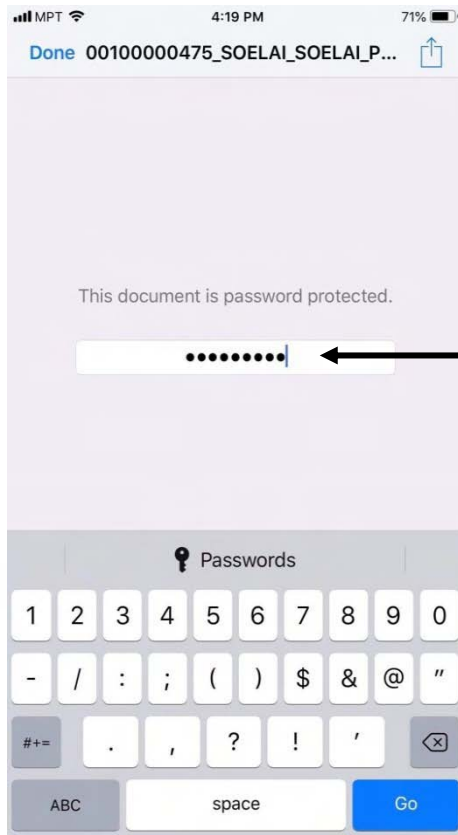 MPT 4:19 PM 71%
Done 00100000475_SOELAI_SOELAI_P...
This document is password protected.
•••••••••
Passwords
1 2 3 4 5 6 7 8 9 0
- / : ; ( ) $ & @ "
#+= . , ? ! '
ABC space Go